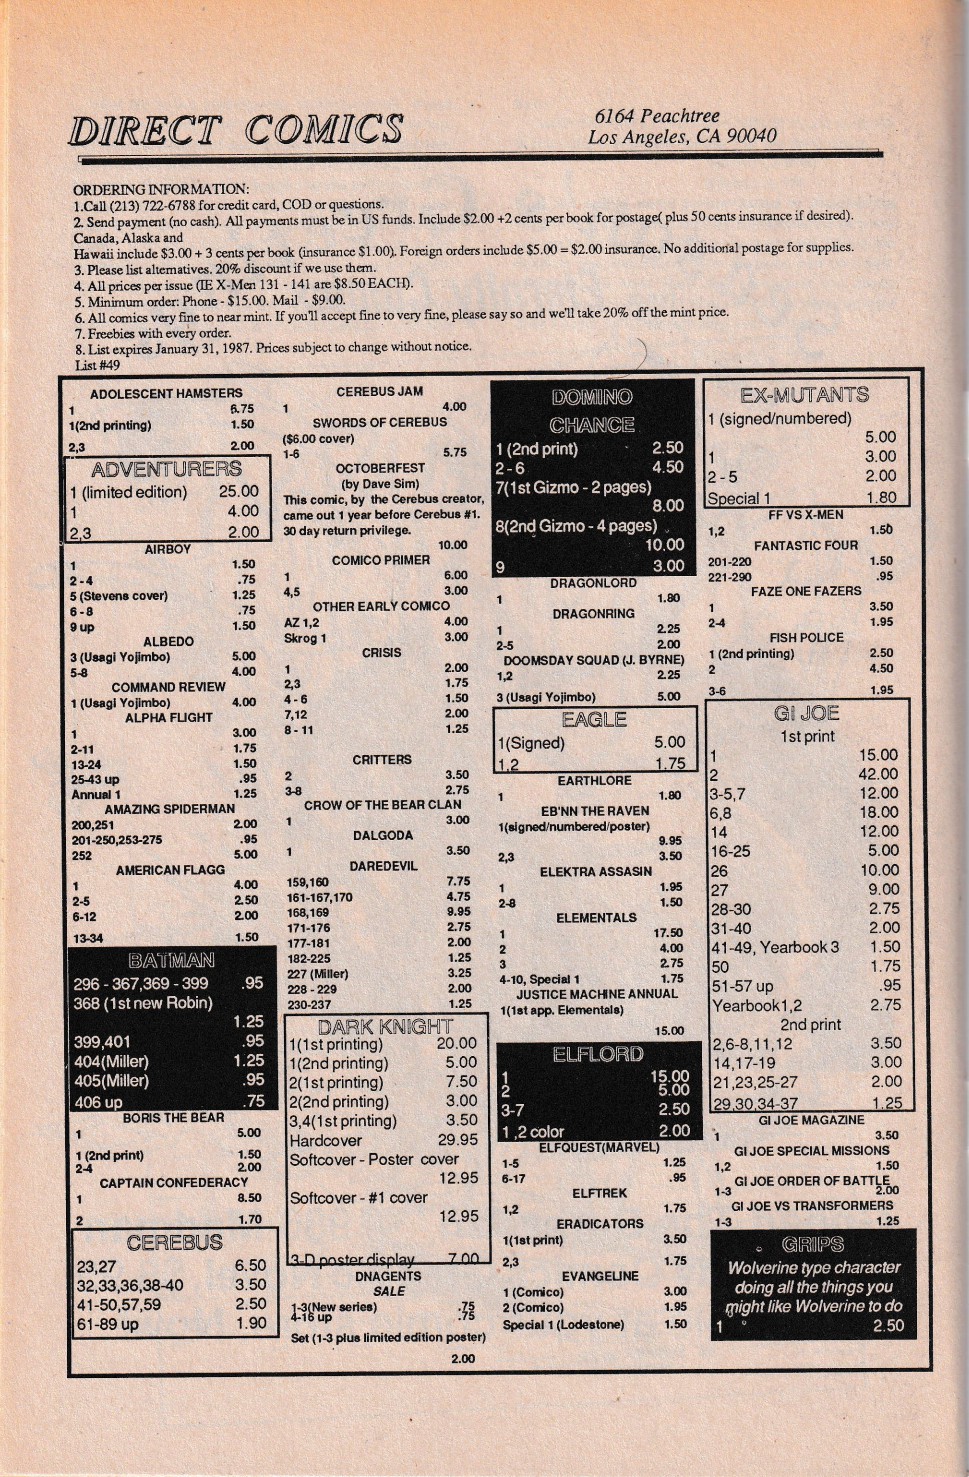 DIRECT COMICS
6164 Peachtree
Los Angeles, CA 90040
ORDERING INFORMATION:
1.Call (213) 722-6788 for credit card, COD or questions.
2. Send payment (no cash). All payments must be in US funds. Include $2.00 +2 cents per book for postage( plus 50 cents insurance if desired).
Canada, Alaska and
Hawaii include $3.00 + 3 cents per book (insurance $1.00). Foreign orders include $5.00 = $2.00 insurance. No additional postage for supplies.
3. Please list alternatives. 20% discount if we use them.
4. All prices per issue (IE X-Men 131 - 141 are $8.50 EACH).
5. Minimum order: Phone - $15.00. Mail - $9.00.
6. All comics very fine to near mint. If you'll accept fine to very fine, please say so and we'll take 20% off the mint price.
7. Freebies with every order.
8. List expires January 31, 1987. Prices subject to change without notice.
List #49
ADOLESCENT HAMSTERS
1 6.75
1(2nd printing) 1.50
2,3 2.00
ADVENTURERS
1 (limited edition) 25.00
1 4.00
2,3 2.00
AIRBOY
1 1.50
2-4 .75
5 (Stevens cover) 1.25
6-8 .75
9 up 1.50
ALBEDO
3 (Usagi Yojimbo) 5.00
5-8 4.00
COMMAND REVIEW
1 (Usagi Yojimbo) 4.00
ALPHA FLIGHT
1 3.00
2-11 1.75
13-24 1.50
25-43 up .95
Annual 1 1.25
AMAZING SPIDERMAN
200,251 2.00
201-250,253-275 .95
252 5.00
AMERICAN FLAGG
1 4.00
2-5 2.50
6-12 2.00
13-34 1.50
BATMAN
296 - 367,369 - 399 .95
368 (1st new Robin)
1.25
399,401 .95
404(Miller) 1.25
405(Miller) .95
406 up .75
BORIS THE BEAR
1 5.00
1 (2nd print) 1.50
2-4 2.00
CAPTAIN CONFEDERACY
1 8.50
2 1.70
CEREBUS
23,27 6.50
32,33,36,38-40 3.50
41-50,57,59 2.50
61-89 up 1.90
CEREBUS JAM
1 4.00
SWORDS OF CEREBUS
($6.00 cover)
1-6 5.75
OCTOBERFEST
(by Dave Sim)
This comic, by the Cerebus creator,
came out 1 year before Cerebus #1.
30 day return privilege.
10.00
COMICO PRIMER
1 6.00
4,5 3.00
OTHER EARLY COMICO
AZ 1,2 4.00
Skrog 1 3.00
CRISIS
1 2.00
2,3 1.75
4 - 6 1.50
7,12 2.00
8 - 11 1.25
CRITTERS
2 3.50
3-8 2.75
CROW OF THE BEAR CLAN
1 3.00
DALGODA
1 3.50
DAREDEVIL
159,160 7.75
161-167,170 4.75
168,169 9.95
171-176 2.75
177-181 2.00
182-225 1.25
227 (Miller) 3.25
228 - 229 2.00
230-237 1.25
DARK KNIGHT
1(1st printing) 20.00
1(2nd printing) 5.00
2(1st printing) 7.50
2(2nd printing) 3.00
3,4(1st printing) 3.50
Hardcover 29.95
Softcover - Poster cover
12.95
Softcover - #1 cover
12.95
3-D poster display 7.00
DNAGENTS
SALE
1-3(New series) .75
4-16 up .75
Set (1-3 plus limited edition poster)
2.00
DOMINO
CHANCE
1 (2nd print) 2.50
2 - 6 4.50
7(1st Gizmo - 2 pages)
8.00
8(2nd Gizmo - 4 pages)
10.00
9 3.00
DRAGONLORD
1 1.80
DRAGONRING
1 2.25
2-5 2.00
DOOMSDAY SQUAD (J. BYRNE)
1,2 2.25
3 (Usagi Yojimbo) 5.00
EAGLE
1(Signed) 5.00
1,2 1.75
EARTHLORE
1 1.80
EB'NN THE RAVEN
1(signed/numbered/poster)
9.95
2,3 3.50
ELEKTRA ASSASIN
1 1.95
2-8 1.50
ELEMENTALS
1 17.50
2 4.00
3 2.75
4-10, Special 1 1.75
JUSTICE MACHINE ANNUAL
1(1st app. Elementals)
15.00
ELFLORD
1 15.00
2 5.00
3-7 2.50
1 ,2 color 2.00
ELFQUEST(MARVEL)
1-5 1.25
6-17 .95
ELFTREK
1,2 1.75
ERADICATORS
1(1st print) 3.50
2,3 1.75
EVANGELINE
1 (Comico) 3.00
2 (Comico) 1.95
Special 1 (Lodestone) 1.50
EX-MUTANTS
1 (signed/numbered)
5.00
1 3.00
2 - 5 2.00
Special 1 1.80
FF VS X-MEN
1,2 1.50
FANTASTIC FOUR
201-220 1.50
221-290 .95
FAZE ONE FAZERS
1 3.50
2-4 1.95
FISH POLICE
1 (2nd printing) 2.50
2 4.50
3-6 1.95
GI JOE
1st print
1 15.00
2 42.00
3-5,7 12.00
6,8 18.00
14 12.00
16-25 5.00
26 10.00
27 9.00
28-30 2.75
31-40 2.00
41-49, Yearbook 3 1.50
50 1.75
51-57 up .95
Yearbook1,2 2.75
2nd print
2,6-8,11,12 3.50
14,17-19 3.00
21,23,25-27 2.00
29,30,34-37 1.25
GI JOE MAGAZINE
1 3.50
GI JOE SPECIAL MISSIONS
1,2 1.50
GI JOE ORDER OF BATTLE
1-3 2.00
GI JOE VS TRANSFORMERS
1-3 1.25
GRIPS
Wolverine type character
doing all the things you
might like Wolverine to do
1 2.50